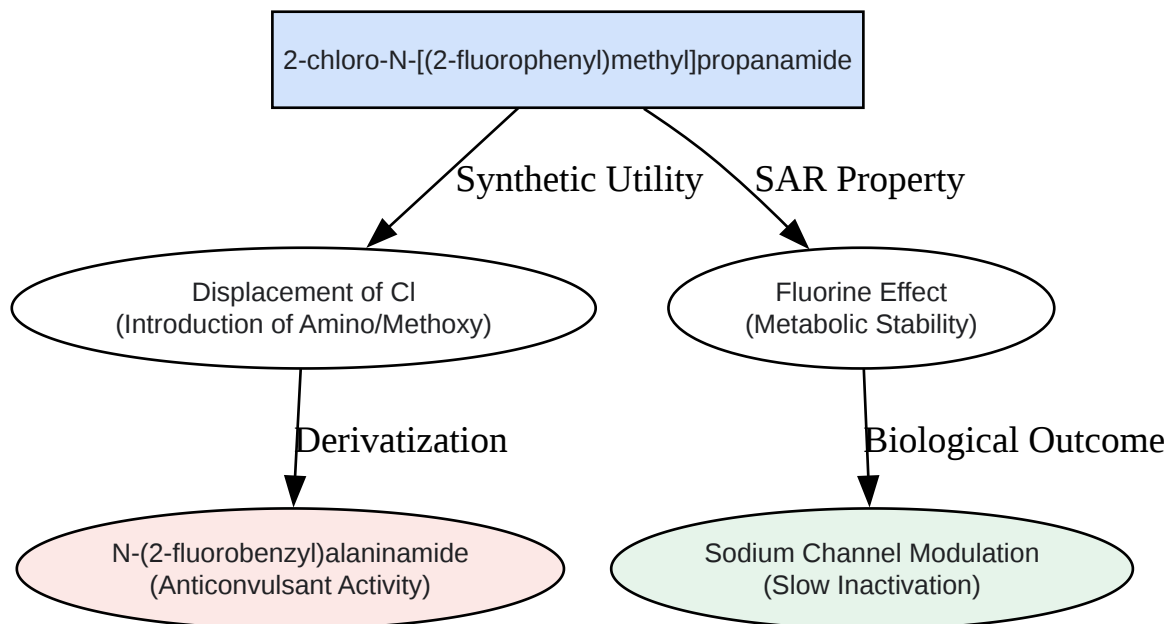 2-chloro-N-[(2-fluorophenyl)methyl]propanamide
Synthetic Utility
SAR Property
Displacement of Cl
(Introduction of Amino/Methoxy)
Fluorine Effect
(Metabolic Stability)
Derivatization
Biological Outcome
N-(2-fluorobenzyl)alaninamide
(Anticonvulsant Activity)
Sodium Channel Modulation
(Slow Inactivation)